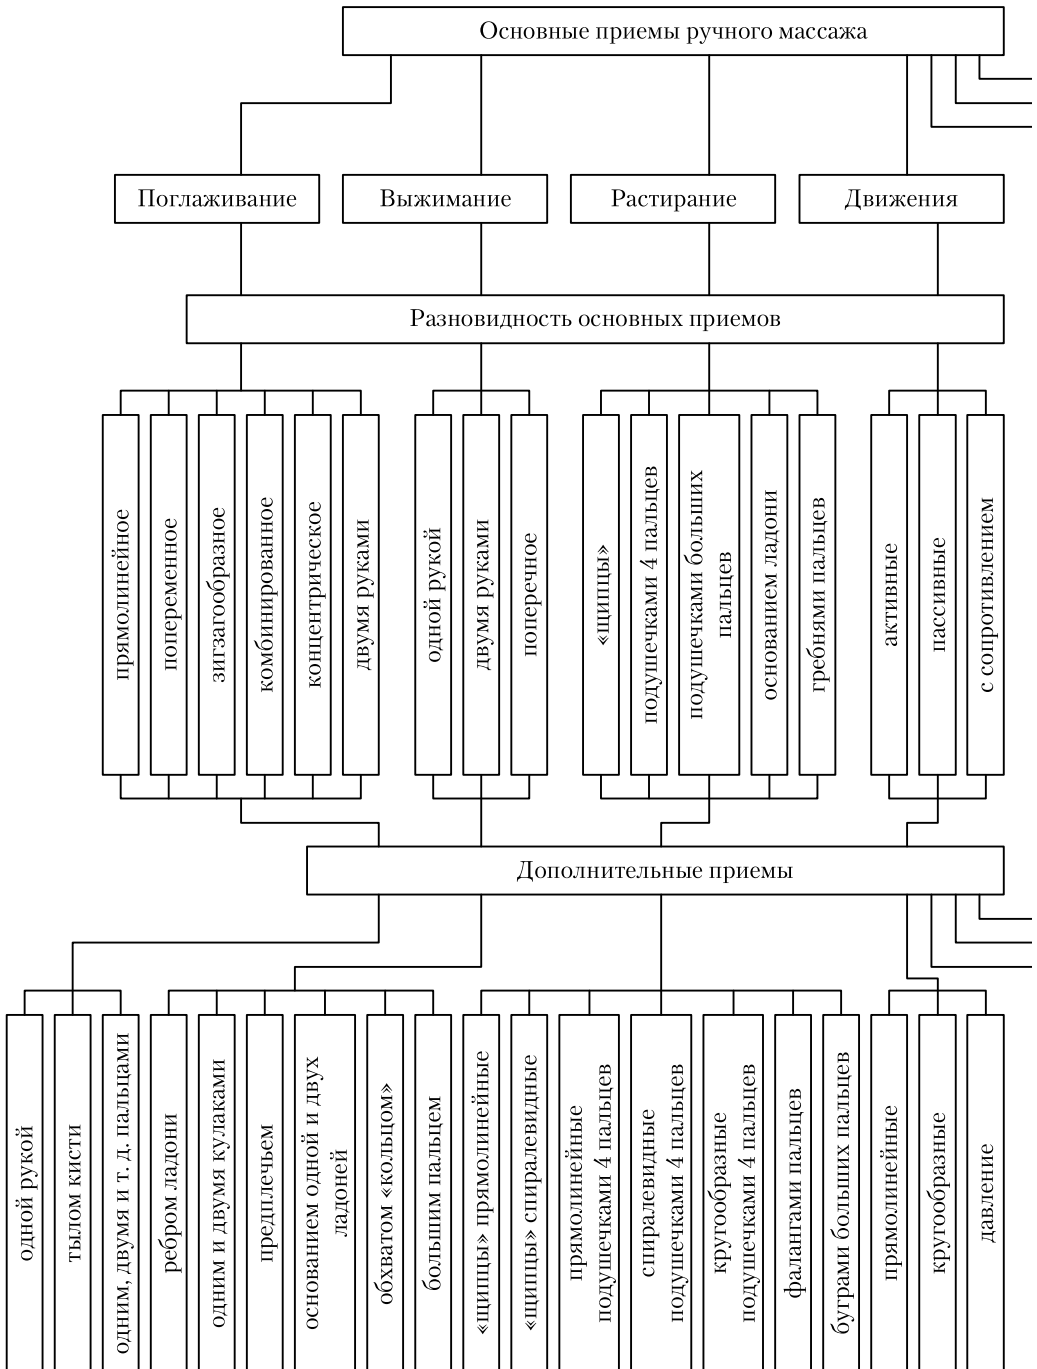 Основные приемы ручного массажа
Поглаживание
Выжимание
Растирание
Движения
Разновидность основных приемов
прямолинейное
попеременное
зигзагообразное
комбинированное
концентрическое
двумя руками
одной рукой
двумя руками
поперечное
«щипцы»
подушечками 4 пальцев
подушечками больших
пальцев
основанием ладони
гребнями пальцев
активные
пассивные
с сопротивлением
Дополнительные приемы
одной рукой
тылом кисти
одним, двумя и т. д. пальцами
ребром ладони
одним и двумя кулаками
предплечьем
основанием одной и двух
ладоней
обхватом «кольцом»
большим пальцем
«щипцы» прямолинейные
«щипцы» спиралевидные
прямолинейные
подушечками 4 пальцев
спиралевидные
подушечками 4 пальцев
кругообразные
подушечками 4 пальцев
фалангами пальцев
буграми больших пальцев
прямолинейные
кругообразные
давление